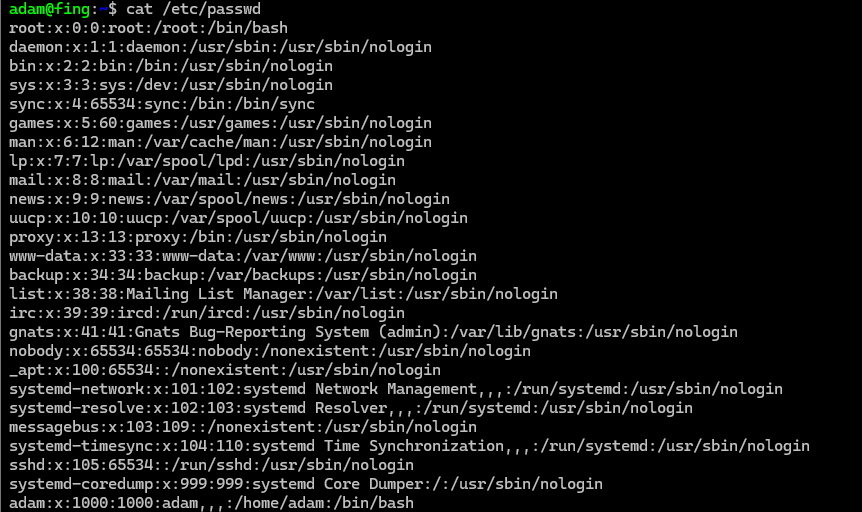 adam@fing:~$ cat /etc/passwd
root:x:0:0:root:/root:/bin/bash
daemon:x:1:1:daemon:/usr/sbin:/usr/sbin/nologin
bin:x:2:2:bin:/bin:/usr/sbin/nologin
sys:x:3:3:sys:/dev:/usr/sbin/nologin
sync:x:4:65534:sync:/bin:/bin/sync
games:x:5:60:games:/usr/games:/usr/sbin/nologin
man:x:6:12:man:/var/cache/man:/usr/sbin/nologin
lp:x:7:7:lp:/var/spool/lpd:/usr/sbin/nologin
mail:x:8:8:mail:/var/mail:/usr/sbin/nologin
news:x:9:9:news:/var/spool/news:/usr/sbin/nologin
uucp:x:10:10:uucp:/var/spool/uucp:/usr/sbin/nologin
proxy:x:13:13:proxy:/bin:/usr/sbin/nologin
www-data:x:33:33:www-data:/var/www:/usr/sbin/nologin
backup:x:34:34:backup:/var/backups:/usr/sbin/nologin
list:x:38:38:Mailing List Manager:/var/list:/usr/sbin/nologin
irc:x:39:39:ircd:/run/ircd:/usr/sbin/nologin
gnats:x:41:41:Gnats Bug-Reporting System (admin):/var/lib/gnats:/usr/sbin/nologin
nobody:x:65534:65534:nobody:/nonexistent:/usr/sbin/nologin
_apt:x:100:65534::/nonexistent:/usr/sbin/nologin
systemd-network:x:101:102:systemd Network Management,,,:/run/systemd:/usr/sbin/nologin
systemd-resolve:x:102:103:systemd Resolver,,,:/run/systemd:/usr/sbin/nologin
messagebus:x:103:109::/nonexistent:/usr/sbin/nologin
systemd-timesync:x:104:110:systemd Time Synchronization,,,:/run/systemd:/usr/sbin/nologin
sshd:x:105:65534::/run/sshd:/usr/sbin/nologin
systemd-coredump:x:999:999:systemd Core Dumper:/:/usr/sbin/nologin
adam:x:1000:1000:adam,,,:/home/adam:/bin/bash